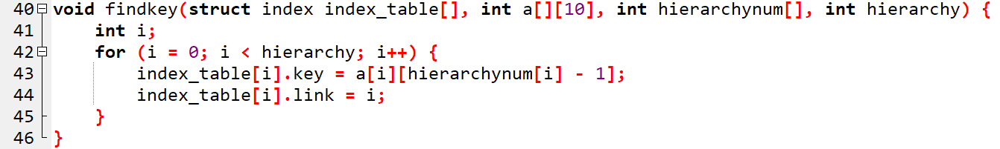 40 void findkey(struct index index_table[], int a[][10], int hierarchynum[], int hierarchy) {
41     int i;
42     for (i = 0; i < hierarchy; i++) {
43         index_table[i].key = a[i][hierarchynum[i] - 1];
44         index_table[i].link = i;
45     }
46 }